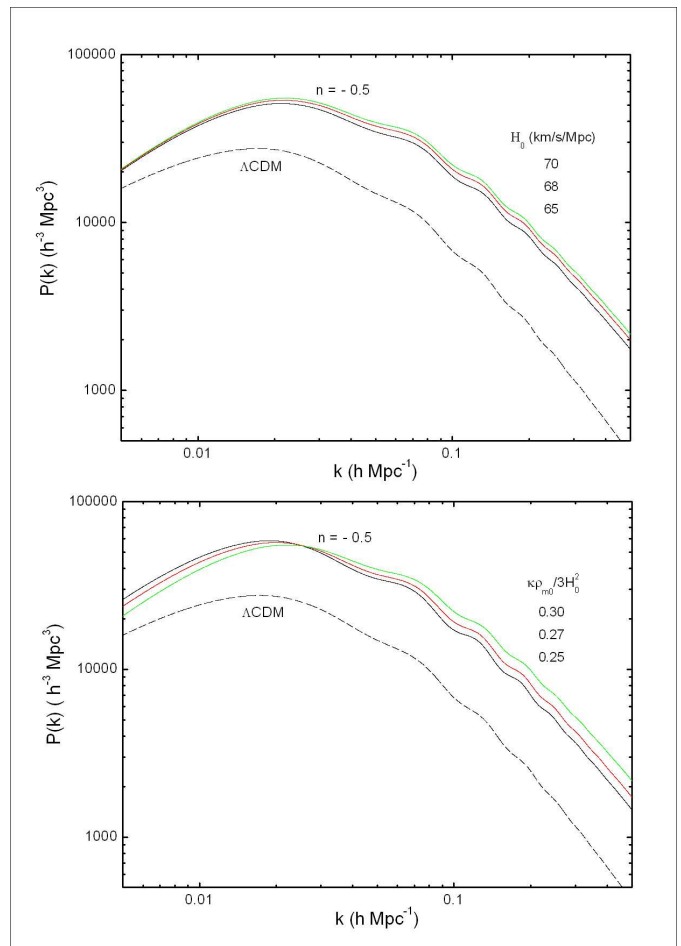 100000
n = - 0.5
H₀ (km/s/Mpc)
70
68
65
ΛCDM
10000
P(k) (h⁻³ Mpc³)
1000
0.01
0.1
k (h Mpc⁻¹)
100000
n = - 0.5
κρₘ₀/3H₀²
0.30
0.27
0.25
ΛCDM
10000
P(k) ( h⁻³ Mpc³)
1000
0.01
0.1
k (h Mpc⁻¹)